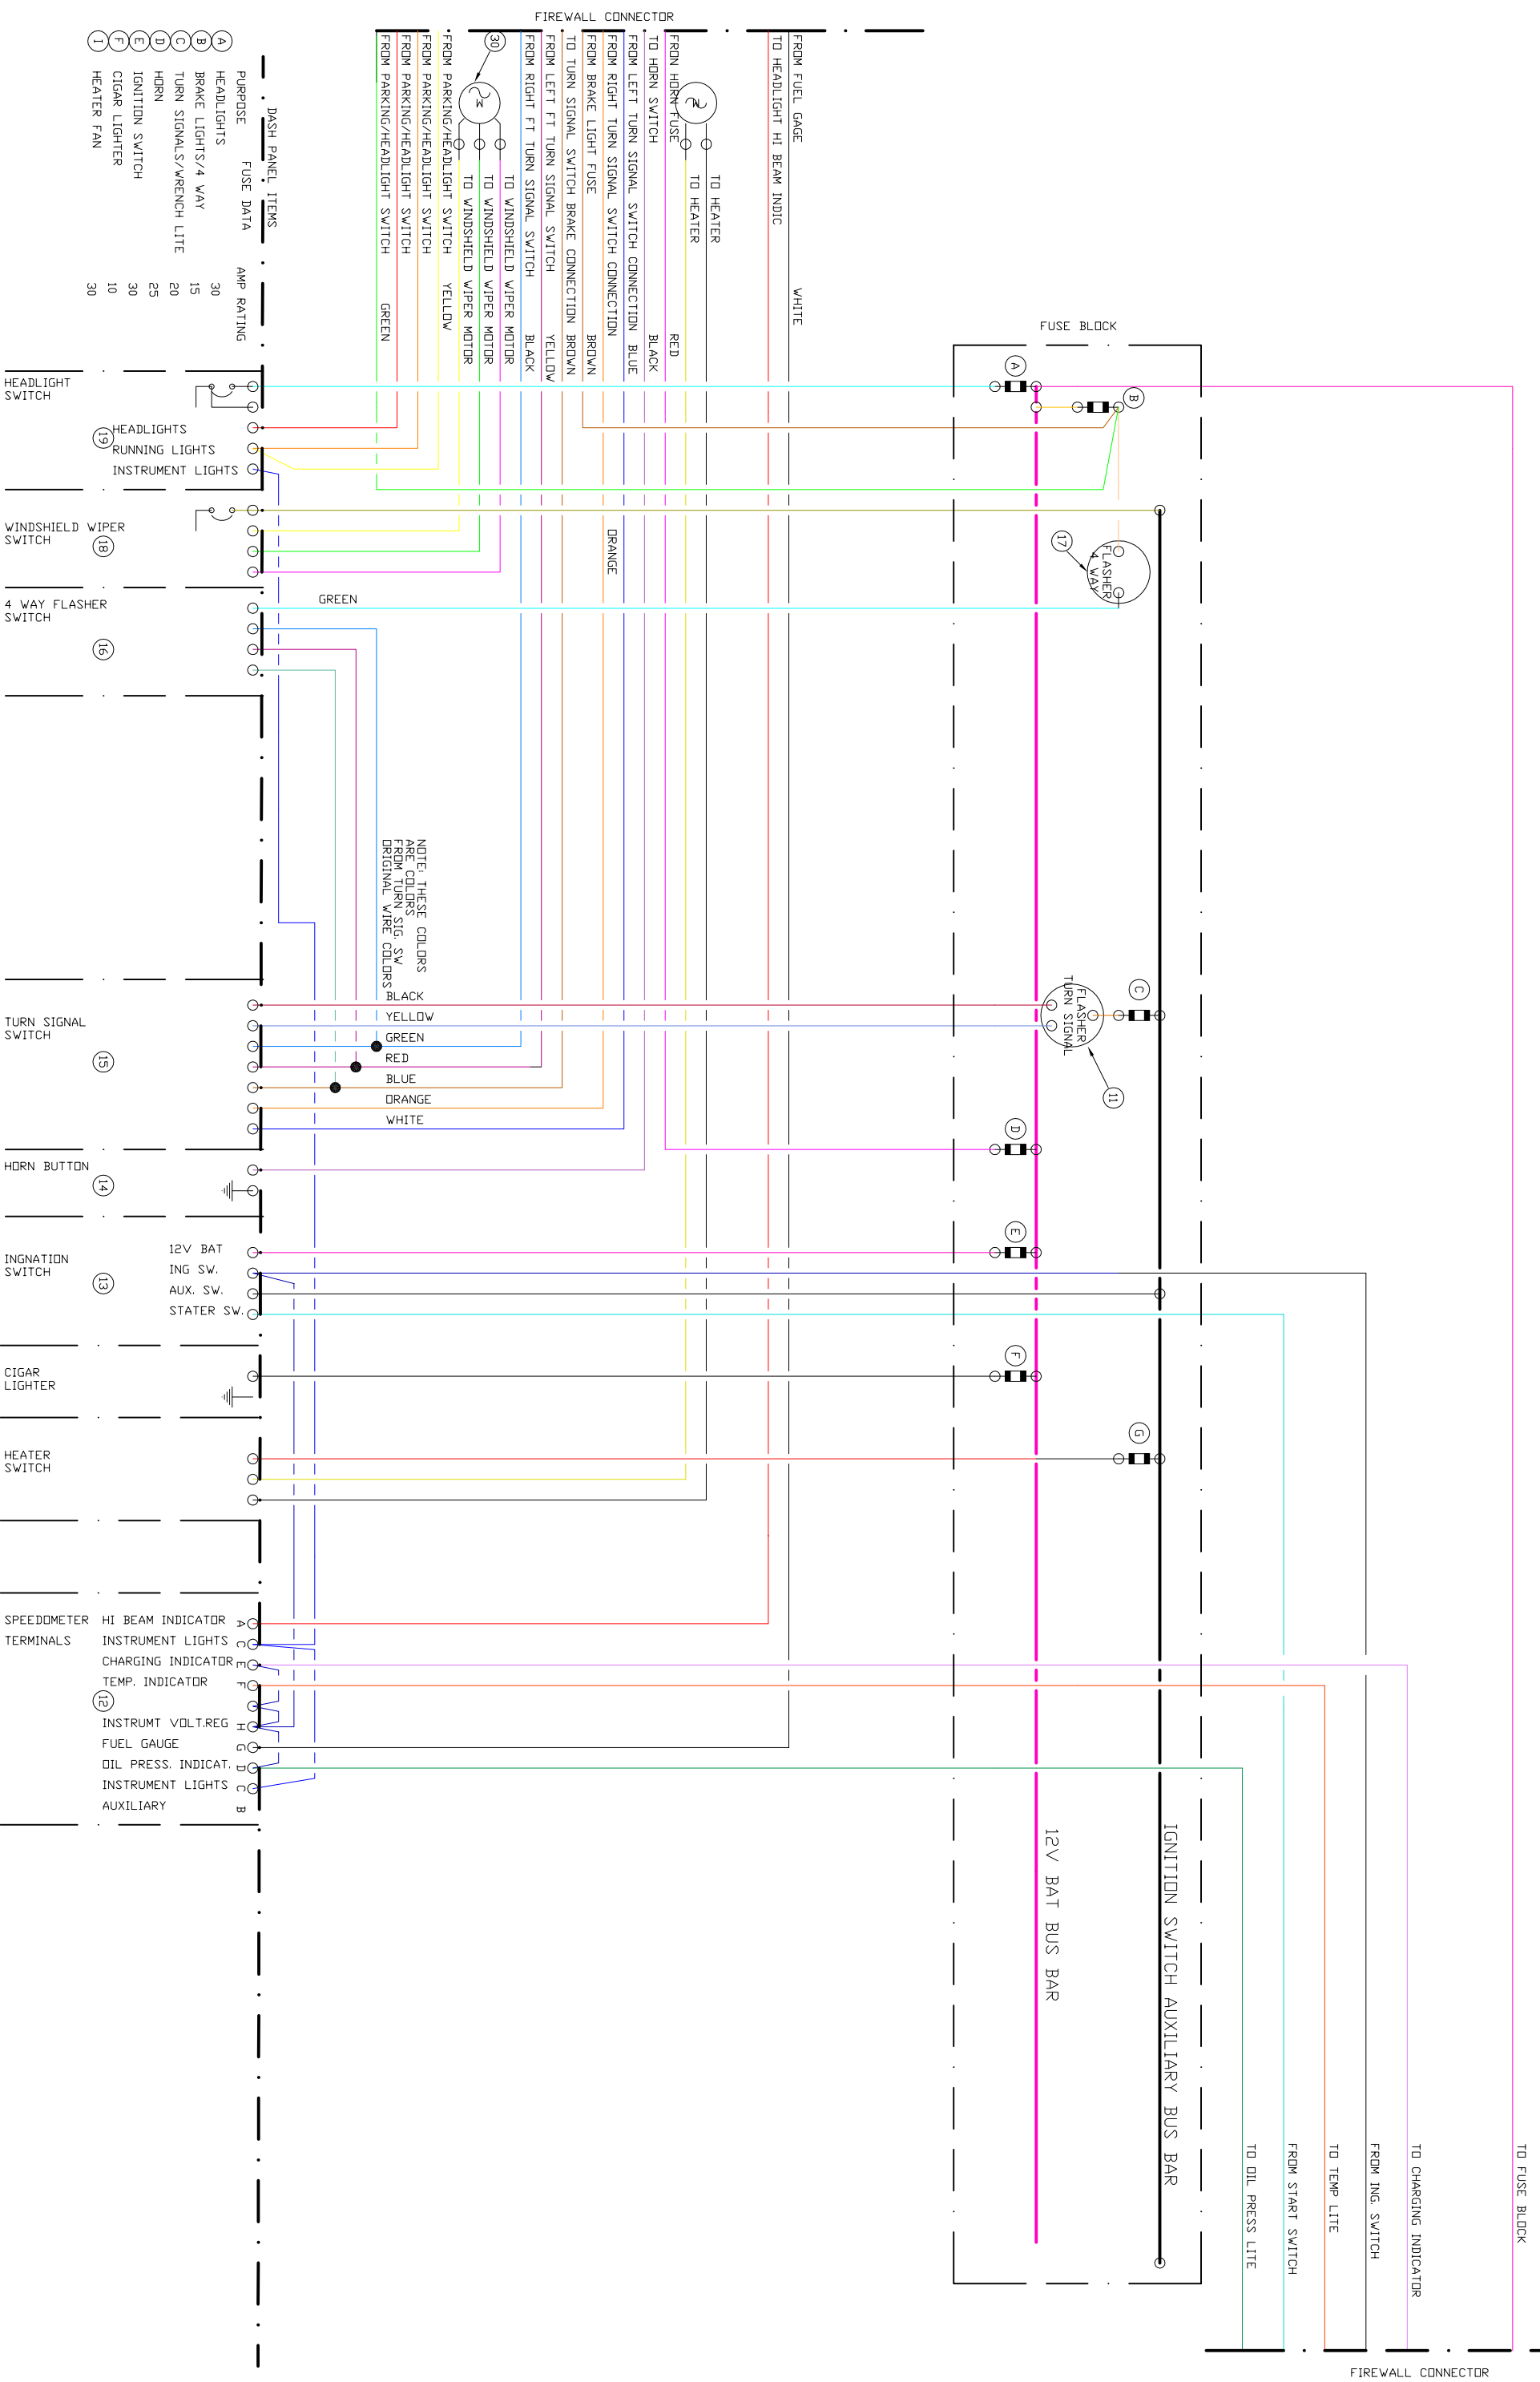 FIREWALL CONNECTOR
A
B
C
D
E
F
I
DASH PANEL ITEMS
FUSE DATA
PURPOSE
AMP RATING
HEADLIGHTS
30
BRAKE LIGHTS/4 WAY
15
TURN SIGNALS/WRENCH LITE
20
HORN
25
IGNITION SWITCH
30
CIGAR LIGHTER
10
HEATER FAN
30
FROM PARKING/HEADLIGHT SWITCH
GREEN
FROM PARKING/HEADLIGHT SWITCH
FROM PARKING/HEADLIGHT SWITCH
FROM PARKING/HEADLIGHT SWITCH
YELLOW
30
M
TO WINDSHIELD WIPER MOTOR
TO WINDSHIELD WIPER MOTOR
TO WINDSHIELD WIPER MOTOR
FROM RIGHT FT TURN SIGNAL SWITCH
BLACK
FROM LEFT FT TURN SIGNAL SWITCH
YELLOW
TO TURN SIGNAL SWITCH BRAKE CONNECTION
BROWN
FROM BRAKE LIGHT FUSE
BROWN
FROM RIGHT TURN SIGNAL SWITCH CONNECTION
ORANGE
FROM LEFT TURN SIGNAL SWITCH CONNECTION
BLUE
TO HORN SWITCH
BLACK
FRON HORN FUSE
RED
M
TO HEATER
TO HEATER
TO HEADLIGHT HI BEAM INDIC
FROM FUEL GAGE
WHITE
FUSE BLOCK
A
B
17
FLASHER
4 WAY
C
FLASHER
TURN SIGNAL
11
D
E
F
G
12V BAT BUS BAR
IGNITION SWITCH AUXILIARY BUS BAR
HEADLIGHT
SWITCH
19
HEADLIGHTS
RUNNING LIGHTS
INSTRUMENT LIGHTS
WINDSHIELD WIPER
SWITCH
18
4 WAY FLASHER
SWITCH
16
GREEN
NOTE: THESE COLORS
ARE COLORS
FROM TURN SIG. SW
ORIGINAL WIRE COLORS
TURN SIGNAL
SWITCH
15
BLACK
YELLOW
GREEN
RED
BLUE
ORANGE
WHITE
HORN BUTTON
14
INGNATION
SWITCH
13
12V BAT
ING SW.
AUX. SW.
STATER SW.
CIGAR
LIGHTER
HEATER
SWITCH
SPEEDOMETER
TERMINALS
12
HI BEAM INDICATOR A
INSTRUMENT LIGHTS C
CHARGING INDICATOR E
TEMP. INDICATOR F
INSTRUMT VOLT.REG H
FUEL GAUGE G
OIL PRESS. INDICAT. D
INSTRUMENT LIGHTS C
AUXILIARY B
TO OIL PRESS LITE
FROM START SWITCH
TO TEMP LITE
FROM ING. SWITCH
TO CHARGING INDICATOR
TO FUSE BLOCK
FIREWALL CONNECTOR